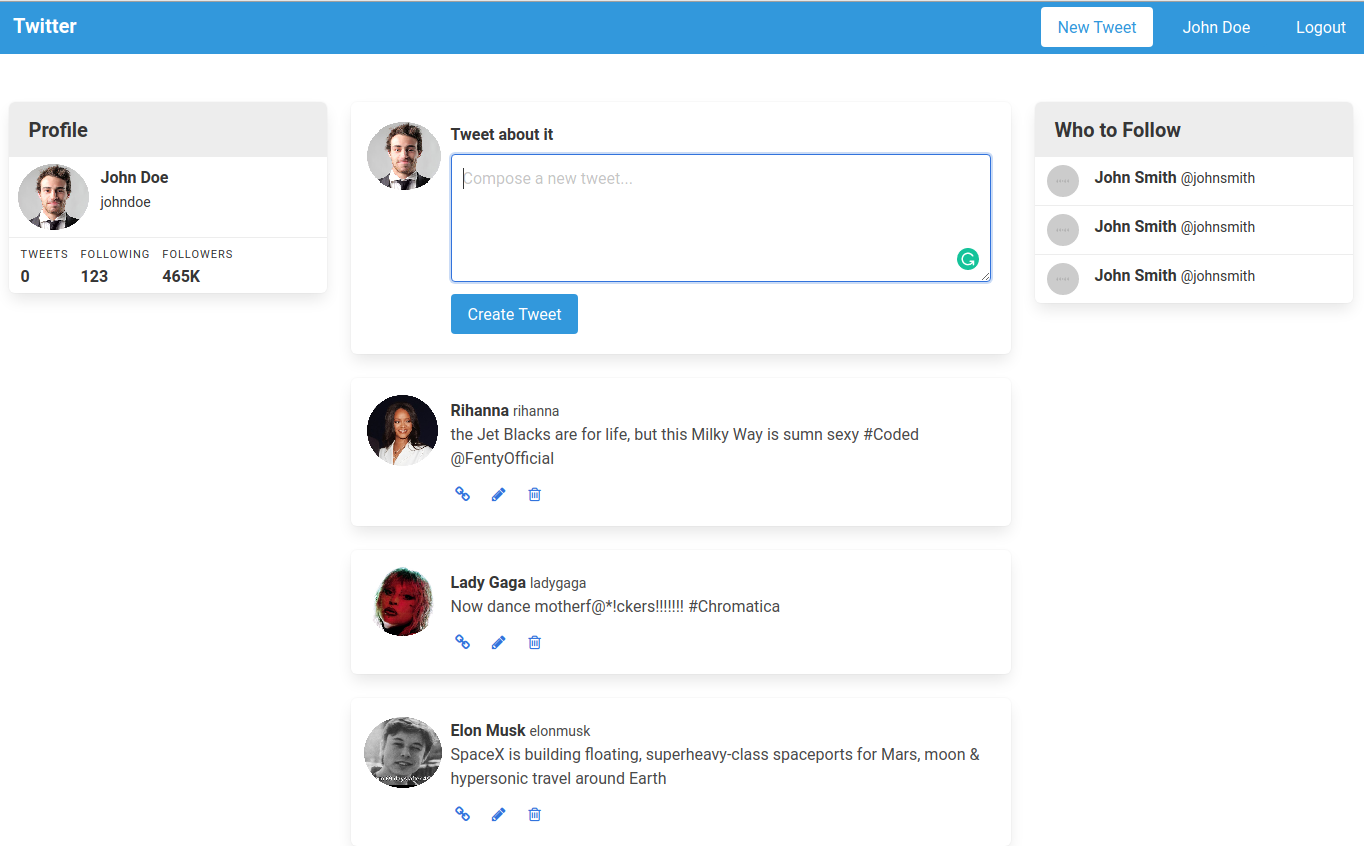 Twitter
New Tweet
John Doe
Logout
Profile
John Doe
johndoe
TWEETS FOLLOWING FOLLOWERS
0 123 465K
Tweet about it
Compose a new tweet...
Create Tweet
Rihanna rihanna
the Jet Blacks are for life, but this Milky Way is sumn sexy #Coded
@FentyOfficial
Lady Gaga ladygaga
Now dance motherf@*!ckers!!!!!!! #Chromatica
Elon Musk elonmusk
SpaceX is building floating, superheavy-class spaceports for Mars, moon &
hypersonic travel around Earth
Who to Follow
John Smith @johnsmith
John Smith @johnsmith
John Smith @johnsmith